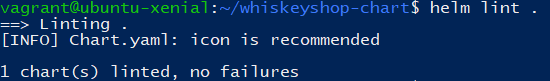 vagrant@ubuntu-xenial:~/whiskeyshop-chart$ helm lint .
==> Linting .
[INFO] Chart.yaml: icon is recommended
1 chart(s) linted, no failures